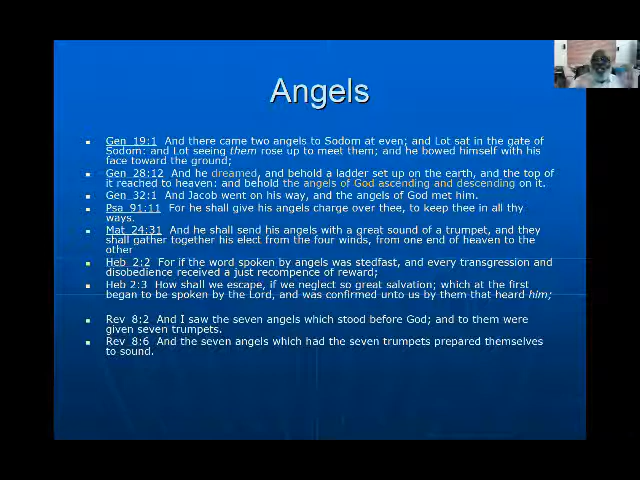 Angels
Gen 19:1 And there came two angels to Sodom at even; and Lot sat in the gate of
Sodom: and Lot seeing them rose up to meet them; and he bowed himself with his
face toward the ground;
Gen 28:12 And he dreamed, and behold a ladder set up on the earth, and the top of
it reached to heaven: and behold the angels of God ascending and descending on it.
Gen 32:1 And Jacob went on his way, and the angels of God met him.
Psa 91:11 For he shall give his angels charge over thee, to keep thee in all thy
ways.
Mat 24:31 And he shall send his angels with a great sound of a trumpet, and they
shall gather together his elect from the four winds, from one end of heaven to the
other
Heb 2:2 For if the word spoken by angels was stedfast, and every transgression and
disobedience received a just recompence of reward;
Heb 2:3 How shall we escape, if we neglect so great salvation; which at the first
began to be spoken by the Lord, and was confirmed unto us by them that heard him;
Rev 8:2 And I saw the seven angels which stood before God; and to them were
given seven trumpets.
Rev 8:6 And the seven angels which had the seven trumpets prepared themselves
to sound.